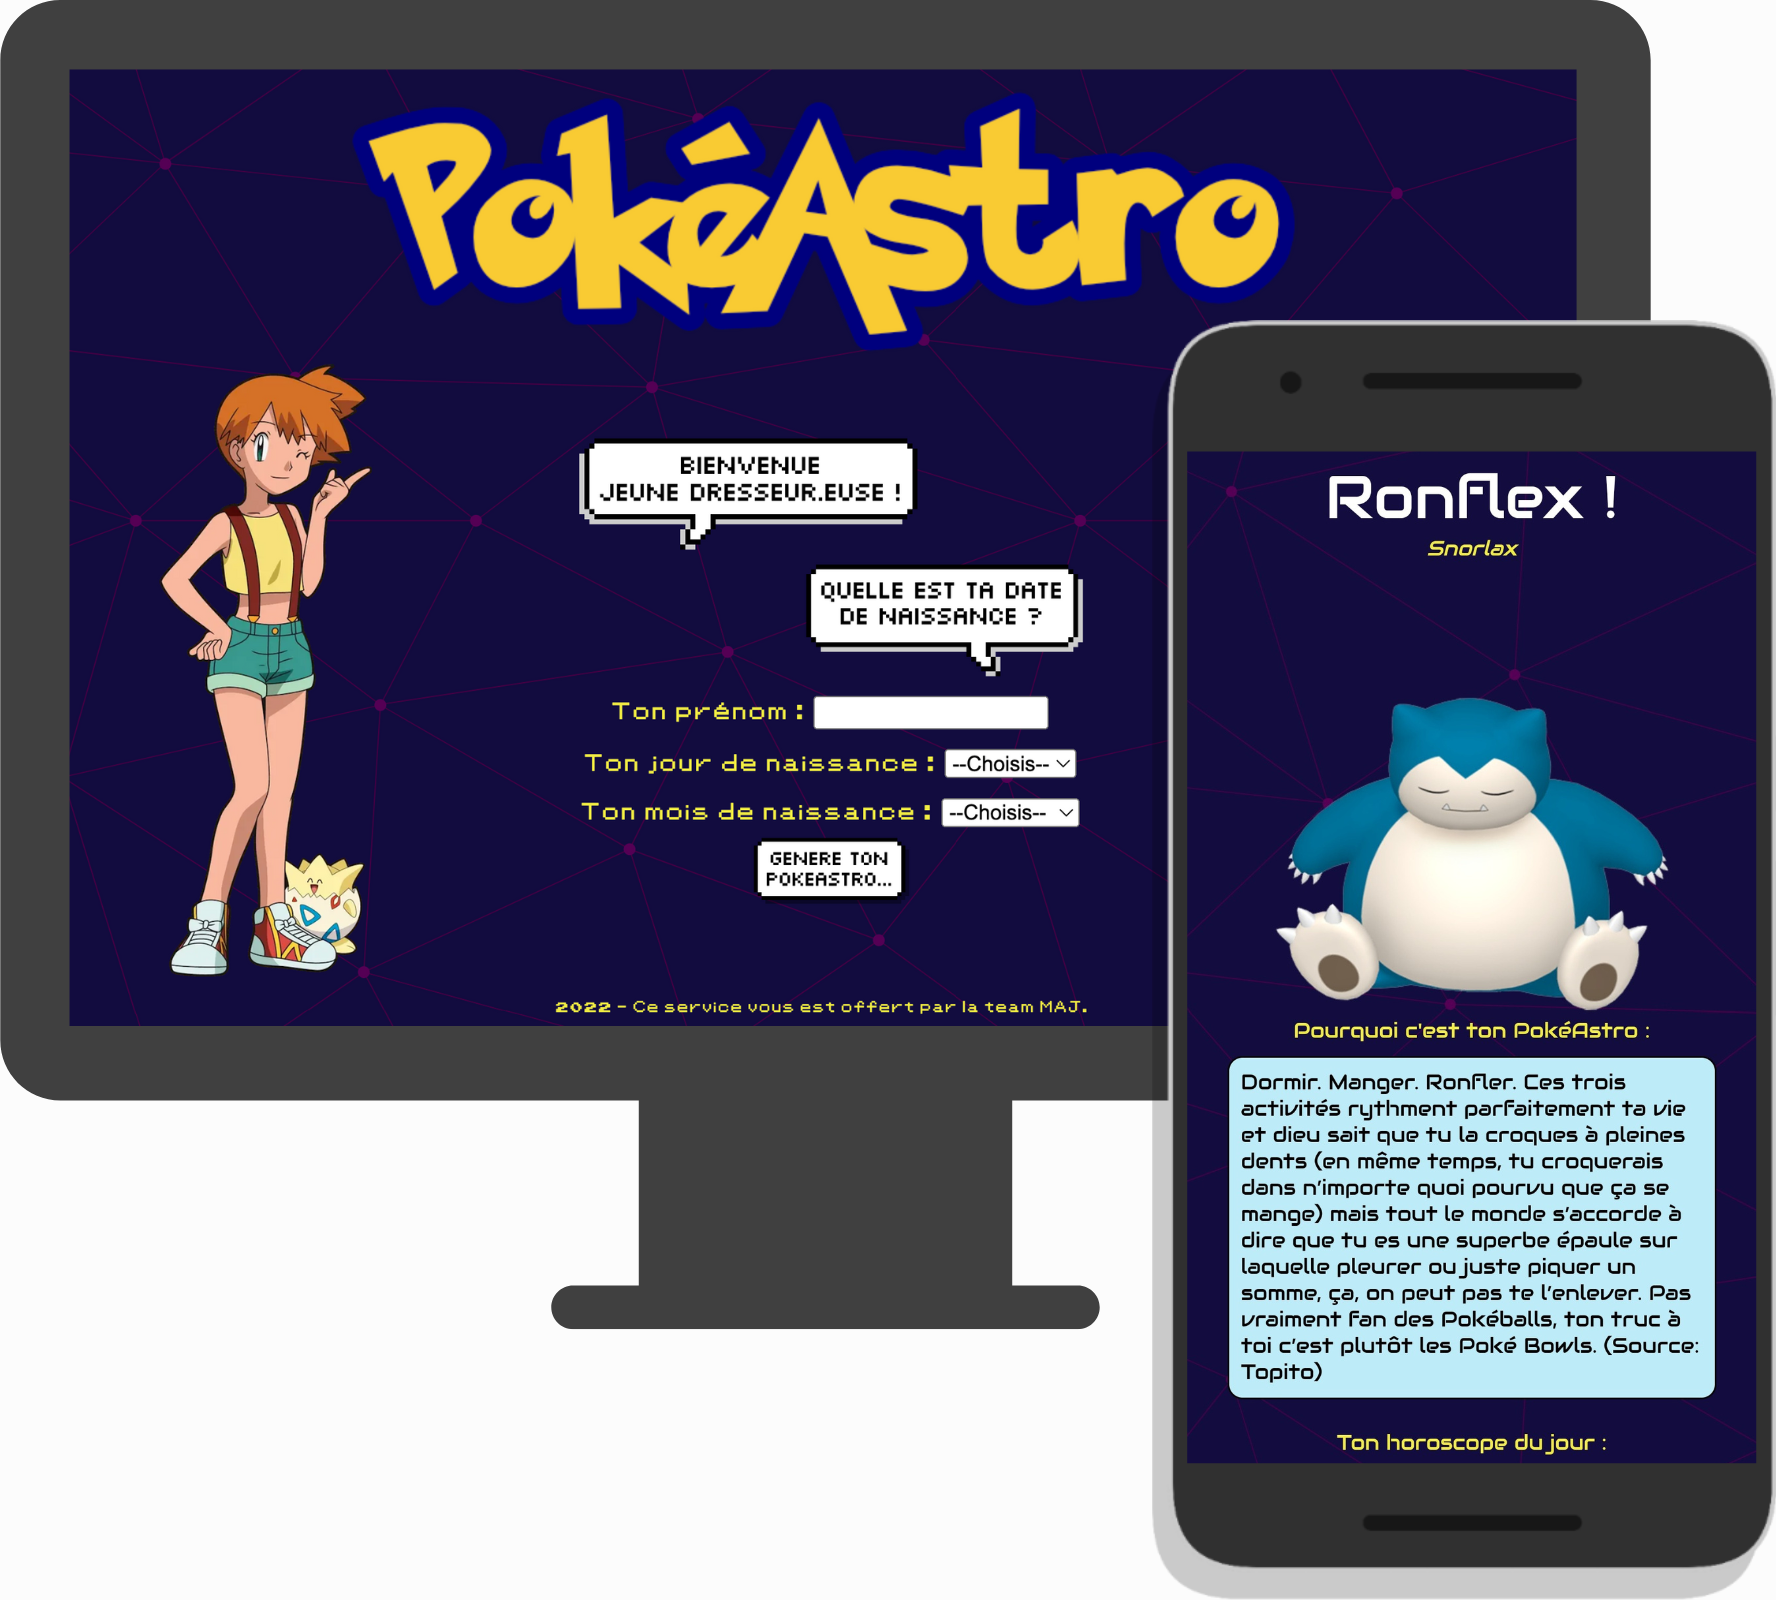 PokéAstro
BIENVENUE
JEUNE DRESSEUR.EUSE !
QUELLE EST TA DATE
DE NAISSANCE ?
Ton prénom :
Ton jour de naissance : --Choisis--
Ton mois de naissance : --Choisis--
GENERE TON
POKEASTRO...
2022 - Ce service vous est offert par la team MAJ.
Ronflex !
Snorlax
Pourquoi c'est ton PokéAstro :
Dormir. Manger. Ronfler. Ces trois
activités rythment parfaitement ta vie
et dieu sait que tu la croques à pleines
dents (en même temps, tu croquerais
dans n'importe quoi pourvu que ça se
mange) mais tout le monde s'accorde à
dire que tu es une superbe épaule sur
laquelle pleurer ou juste piquer un
somme, ça, on peut pas te l'enlever. Pas
vraiment fan des Pokéballs, ton truc à
toi c'est plutôt les Poké Bowls. (Source:
Topito)
Ton horoscope du jour :